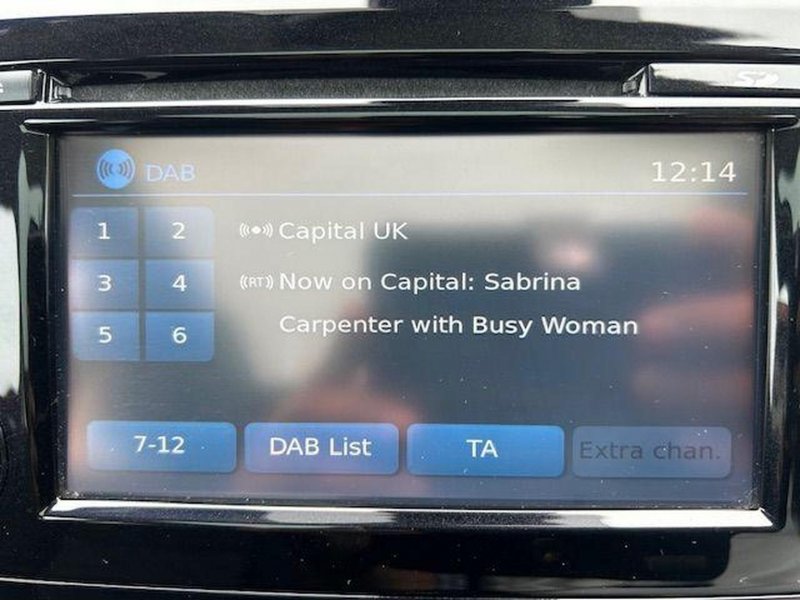 DAB
12:14
1 2
Capital UK
3 4
RT Now on Capital: Sabrina
Carpenter with Busy Woman
5 6
7-12 DAB List TA Extra chan.